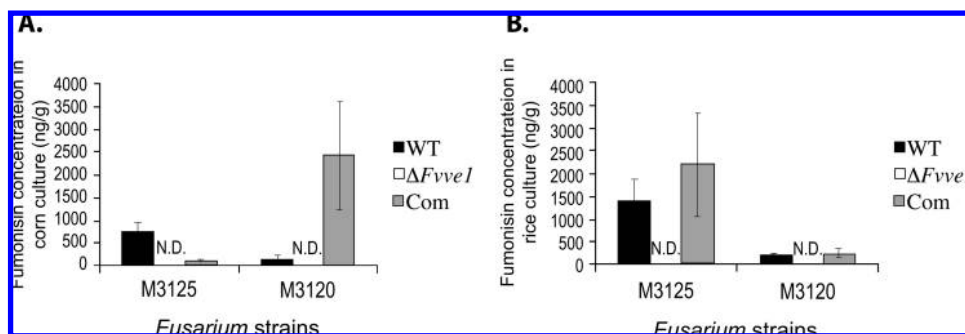 A.
Fumonisin concentrateion in
corn culture (ng/g)
4000
3500
3000
2500
2000
1500
1000
500
0
N.D.
N.D.
M3125
M3120
Fusarium strains
WT
ΔFvve1
Com
B.
Fumonisin concentrateion in
rice culture (ng/g)
4000
3500
3000
2500
2000
1500
1000
500
0
N.D.
N.D.
M3125
M3120
Fusarium strains
WT
ΔFvve
Com